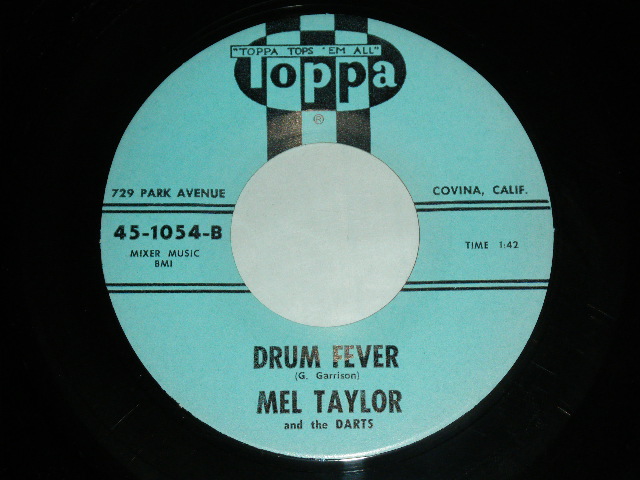 "TOPPA TOPS 'EM ALL"
Toppa
®
729 PARK AVENUE
COVINA, CALIF.
45-1054-B
MIXER MUSIC
BMI
TIME 1:42
DRUM FEVER
(G. Garrison)
MEL TAYLOR
and the DARTS